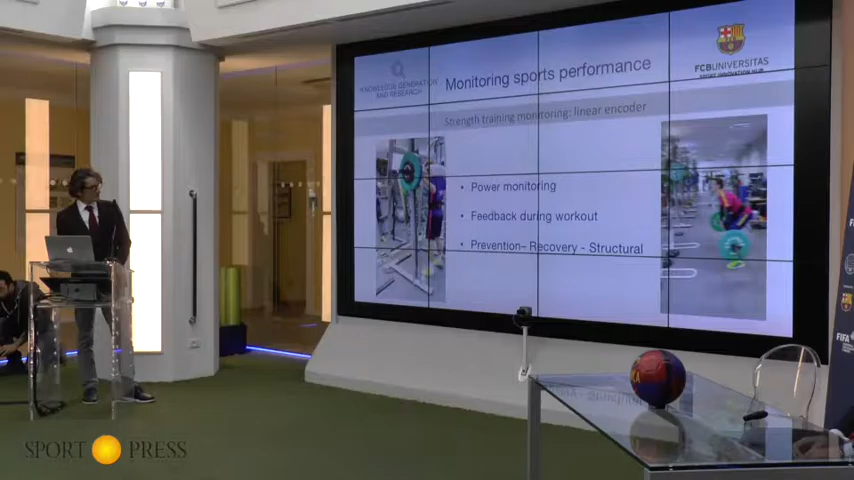 KNOWLEDGE GENERATION
AND RESEARCH
Monitoring sports performance
FCBUNIVERSITAS
SPORT INNOVATION HUB
Strength training monitoring: linear encoder
• Power monitoring
• Feedback during workout
• Prevention– Recovery - Structural
FIFA
SPORT PRESS